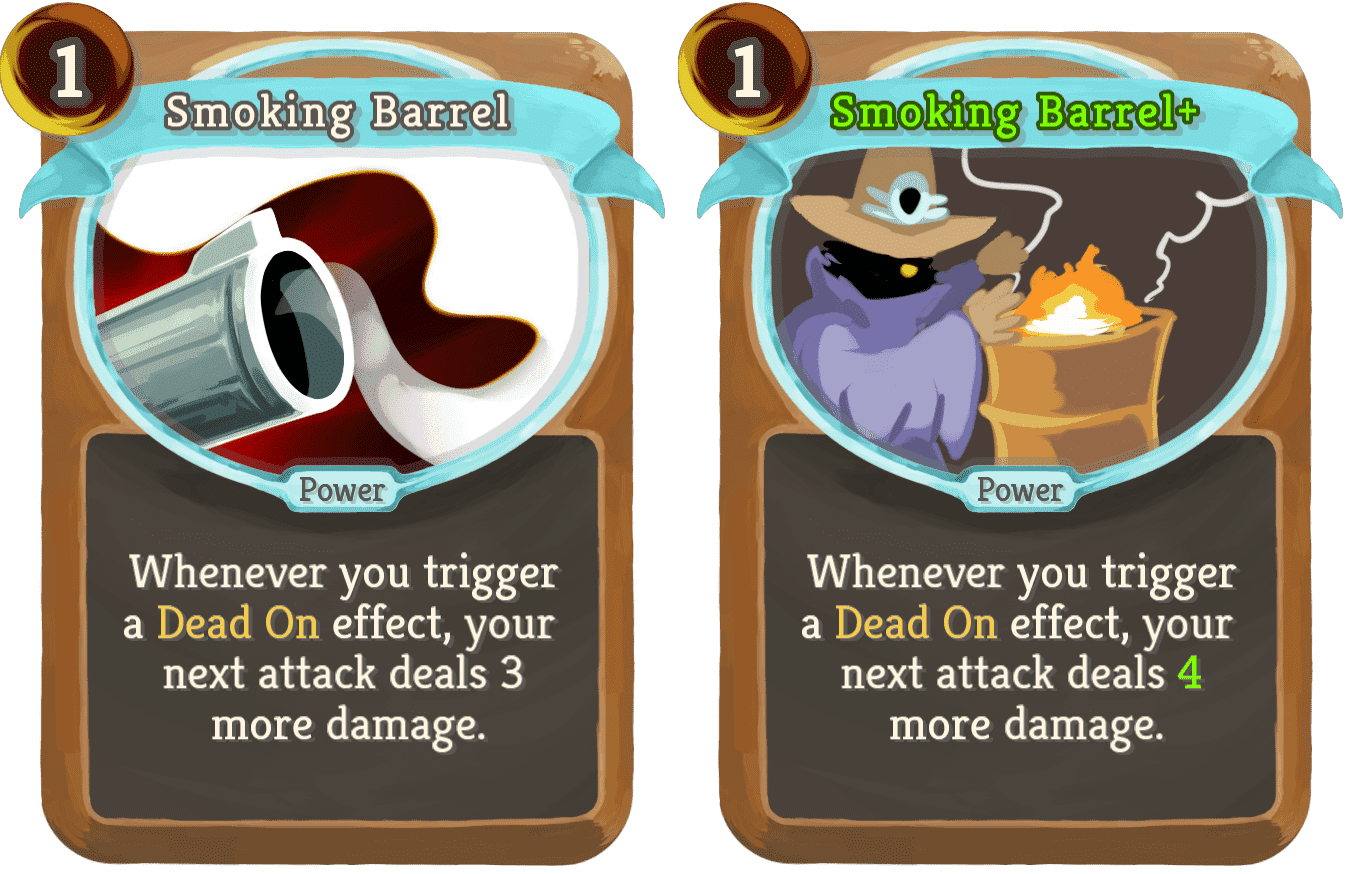 1
Smoking Barrel
Power
Whenever you trigger
a Dead On effect, your
next attack deals 3
more damage.
1
Smoking Barrel+
Power
Whenever you trigger
a Dead On effect, your
next attack deals 4
more damage.